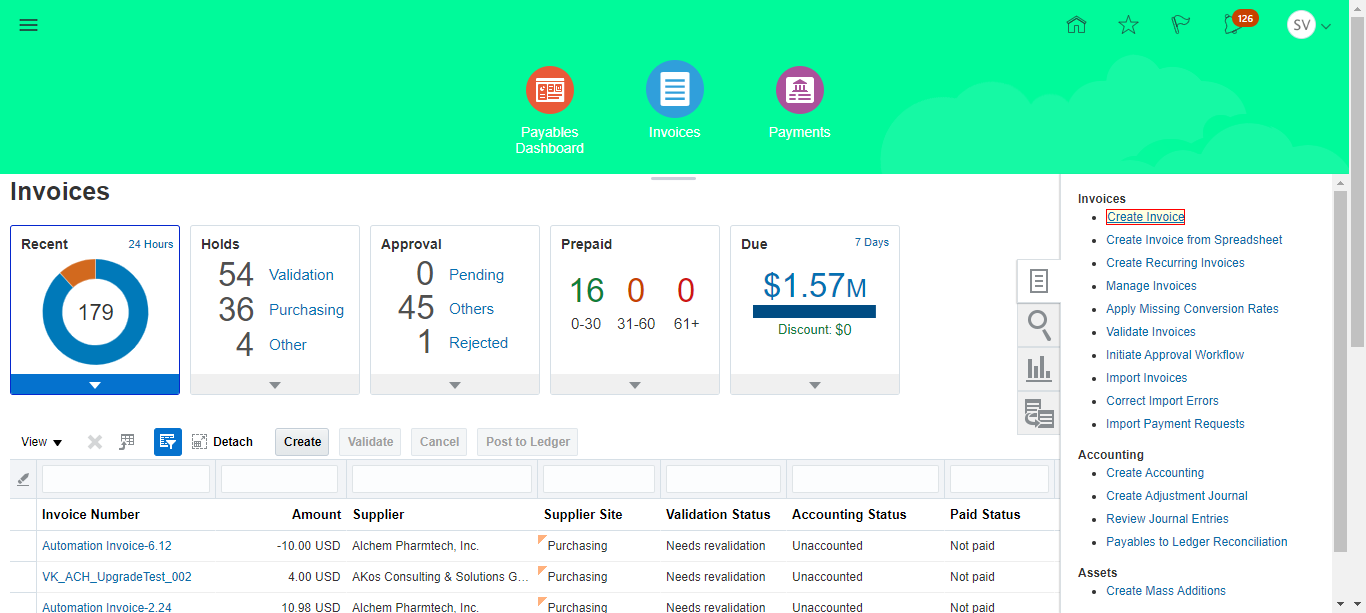 126
SV
Payables
Dashboard
Invoices
Payments
Invoices
Recent
24 Hours
179
Holds
54 Validation
36 Purchasing
4 Other
Approval
0 Pending
45 Others
1 Rejected
Prepaid
16 0 0
0-30 31-60 61+
Due
7 Days
$1.57M
Discount: $0
View
Detach
Create
Validate
Cancel
Post to Ledger
Invoice Number Amount Supplier Supplier Site Validation Status Accounting Status Paid Status
Automation Invoice-6.12 -10.00 USD Alchem Pharmtech, Inc. Purchasing Needs revalidation Unaccounted Not paid
VK_ACH_UpgradeTest_002 4.00 USD AKos Consulting & Solutions G... Purchasing Needs revalidation Unaccounted Not paid
Automation Invoice-2.24 10.98 USD Alchem Pharmtech, Inc. Purchasing Needs revalidation Unaccounted Not paid
Invoices
Create Invoice
Create Invoice from Spreadsheet
Create Recurring Invoices
Manage Invoices
Apply Missing Conversion Rates
Validate Invoices
Initiate Approval Workflow
Import Invoices
Correct Import Errors
Import Payment Requests
Accounting
Create Accounting
Create Adjustment Journal
Review Journal Entries
Payables to Ledger Reconciliation
Assets
Create Mass Additions